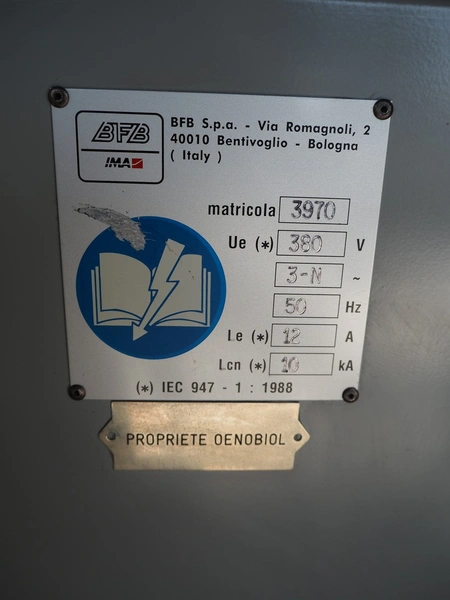 BFB
IMA
BFB S.p.a. - Via Romagnoli, 2
40010 Bentivoglio - Bologna
( Italy )
matricola 3970
Ue (*) 380 V
3-N ~
50 Hz
Le (*) 12 A
Lcn (*) 10 kA
(*) IEC 947 - 1 : 1988
PROPRIETE OENOBIOL